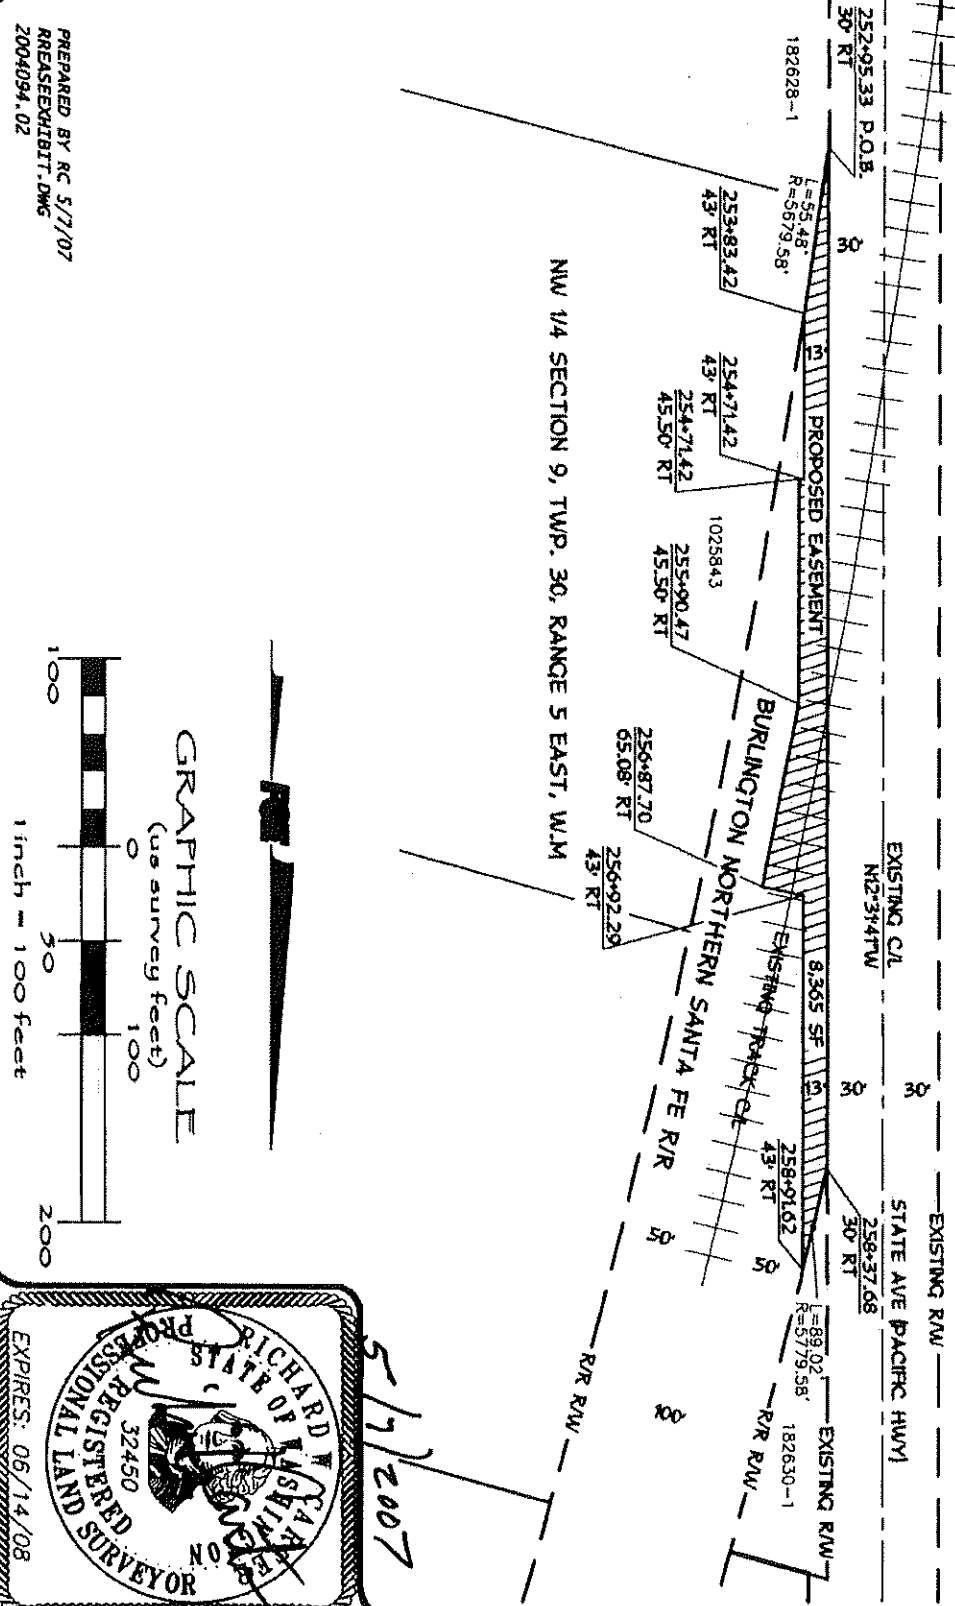 EXISTING R/W
STATE AVE (PACIFIC HWY)
EXISTING C/L
N12°31'41"W
30'
30'
30'
252+95.33 P.O.B.
30' RT
258+37.68
30' RT
EXISTING R/W
L=55.48'
R=5679.58'
13'
PROPOSED EASEMENT
8,365 SF
13'
L=89.02'
R=5779.58'
182628-1
182630-1
253+83.42
43' RT
254+71.42
43' RT
254+71.42
45.50' RT
255+90.47
45.50' RT
1025843
256+87.70
65.08' RT
256+92.29
43' RT
258+91.62
43' RT
EXISTING TRACK C/L
BURLINGTON NORTHERN SANTA FE R/R
50'
50'
100'
R/R R/W
R/R R/W
NW 1/4 SECTION 9, TWP. 30, RANGE 5 EAST, W.M
GRAPHIC SCALE
(us survey feet)
100 0 50 100 200
1 inch = 100 feet
PREPARED BY RC 5/7/07
RREASEEXHIBIT.DWG
2004094.02
5/7/2007
RICHARD W CARTER
STATE OF WASHINGTON
32450
REGISTERED
PROFESSIONAL LAND SURVEYOR
EXPIRES: 06/14/08